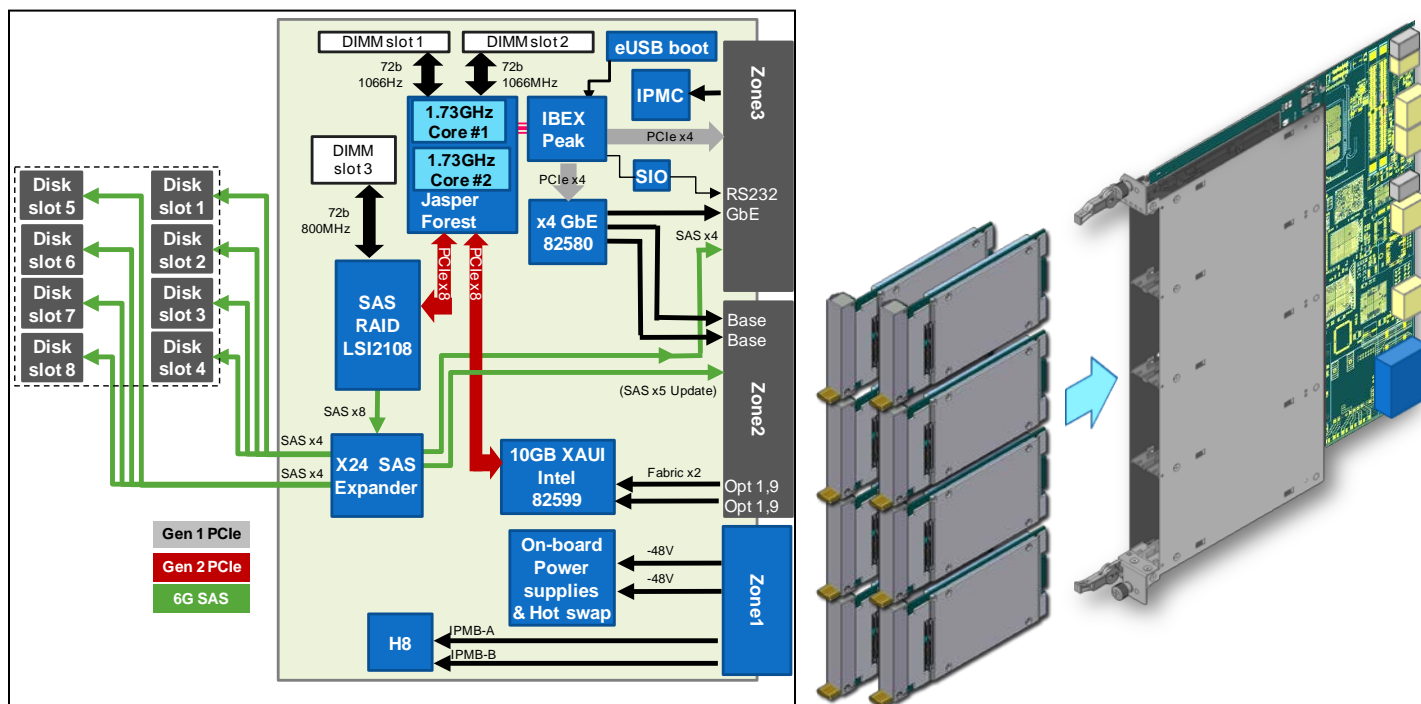 DIMM slot 1
DIMM slot 2
72b
1066Hz
72b
1066MHz
eUSB boot
IPMC
Zone3
1.73GHz
Core #1
1.73GHz
Core #2
Jasper
Forest
IBEX
Peak
PCIe x4
PCIe x4
SIO
RS232
GbE
x4 GbE
82580
SAS x4
DIMM
slot 3
72b
800MHz
PCIe x8
PCIe x8
Disk
slot 5
Disk
slot 1
Disk
slot 6
Disk
slot 2
Disk
slot 7
Disk
slot 3
Disk
slot 8
Disk
slot 4
SAS
RAID
LSI2108
Base
Base
(SAS x5 Update)
Zone2
SAS x8
SAS x4
SAS x4
X24 SAS
Expander
10GB XAUI
Intel
82599
Fabric x2
Opt 1,9
Opt 1,9
Gen 1 PCIe
Gen 2 PCIe
6G SAS
On-board
Power
supplies
& Hot swap
-48V
-48V
Zone1
H8
IPMB-A
IPMB-B